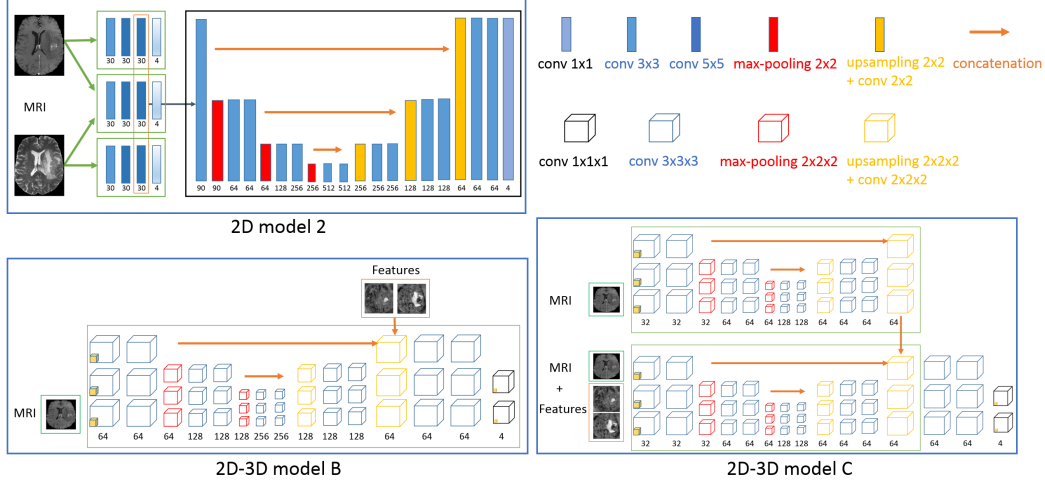 30 30 30 4
MRI
30 30 30 4
30 30 30 4
90 90 64 64 64 128 256 256 512 512 256 256 256 128 128 128 64 64 64 4
2D model 2
conv 1x1 conv 3x3 conv 5x5 max-pooling 2x2 upsampling 2x2 concatenation
+ conv 2x2
conv 1x1x1 conv 3x3x3 max-pooling 2x2x2 upsampling 2x2x2
+ conv 2x2x2
Features
MRI
64 64 64 128 128 128 256 256 128 128 128 64 64 64 4
2D-3D model B
MRI
32 32 32 64 64 64 128 128 64 64 64 64
MRI
+
Features
32 32 32 64 64 64 128 128 64 64 64 64 64 64 4
2D-3D model C